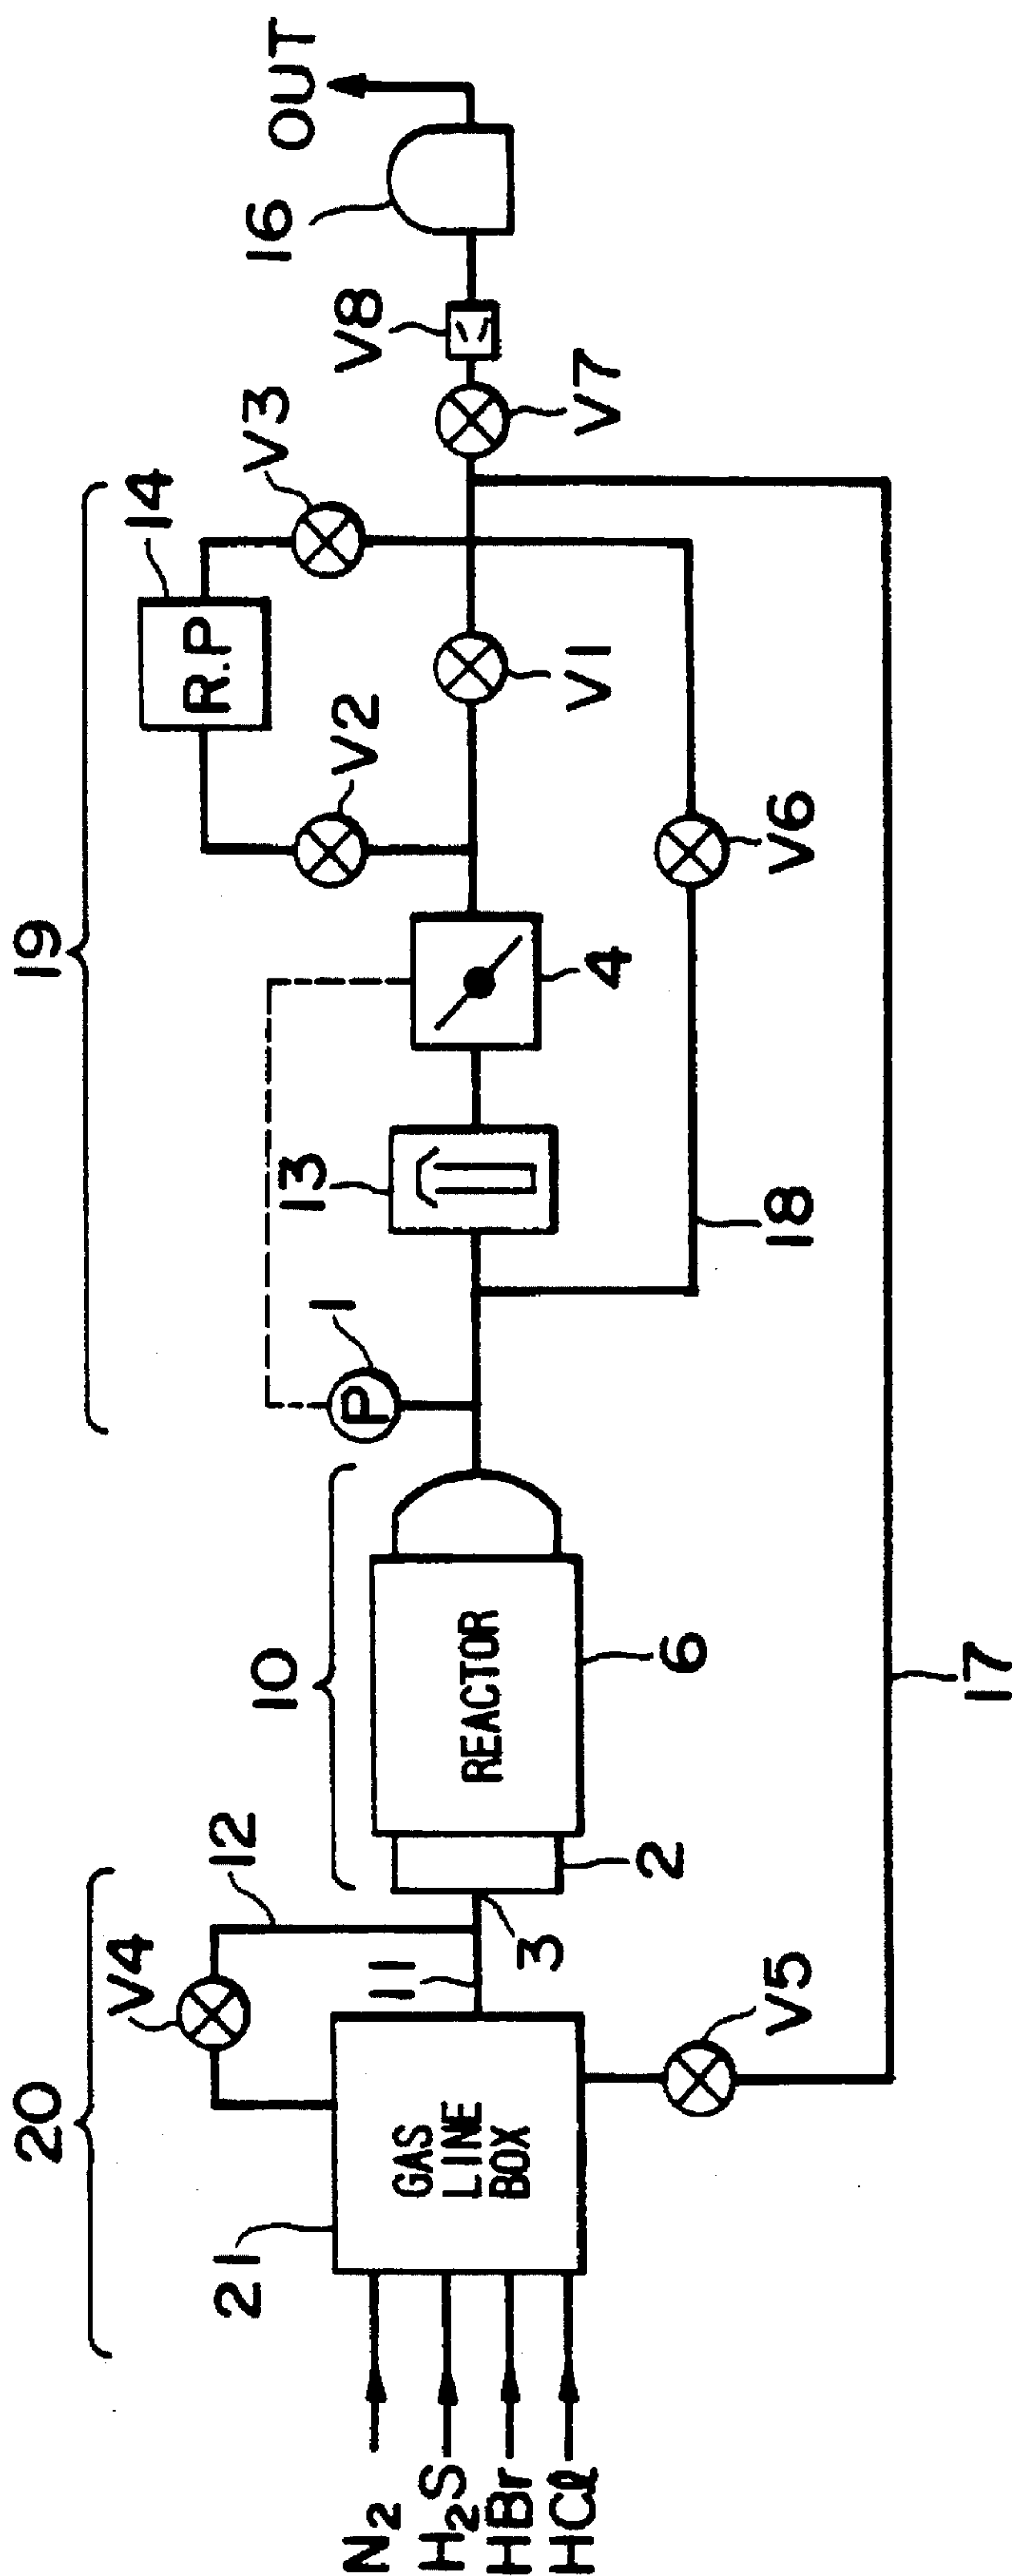 20
19
V4
12
10
1
13
V2
14
R.P
V3
V8
16
OUT
21
P
11
N2
H2S
HBr
HCl
GAS
LINE
BOX
3
REACTOR
2
6
4
V1
V7
V5
18
V6
17